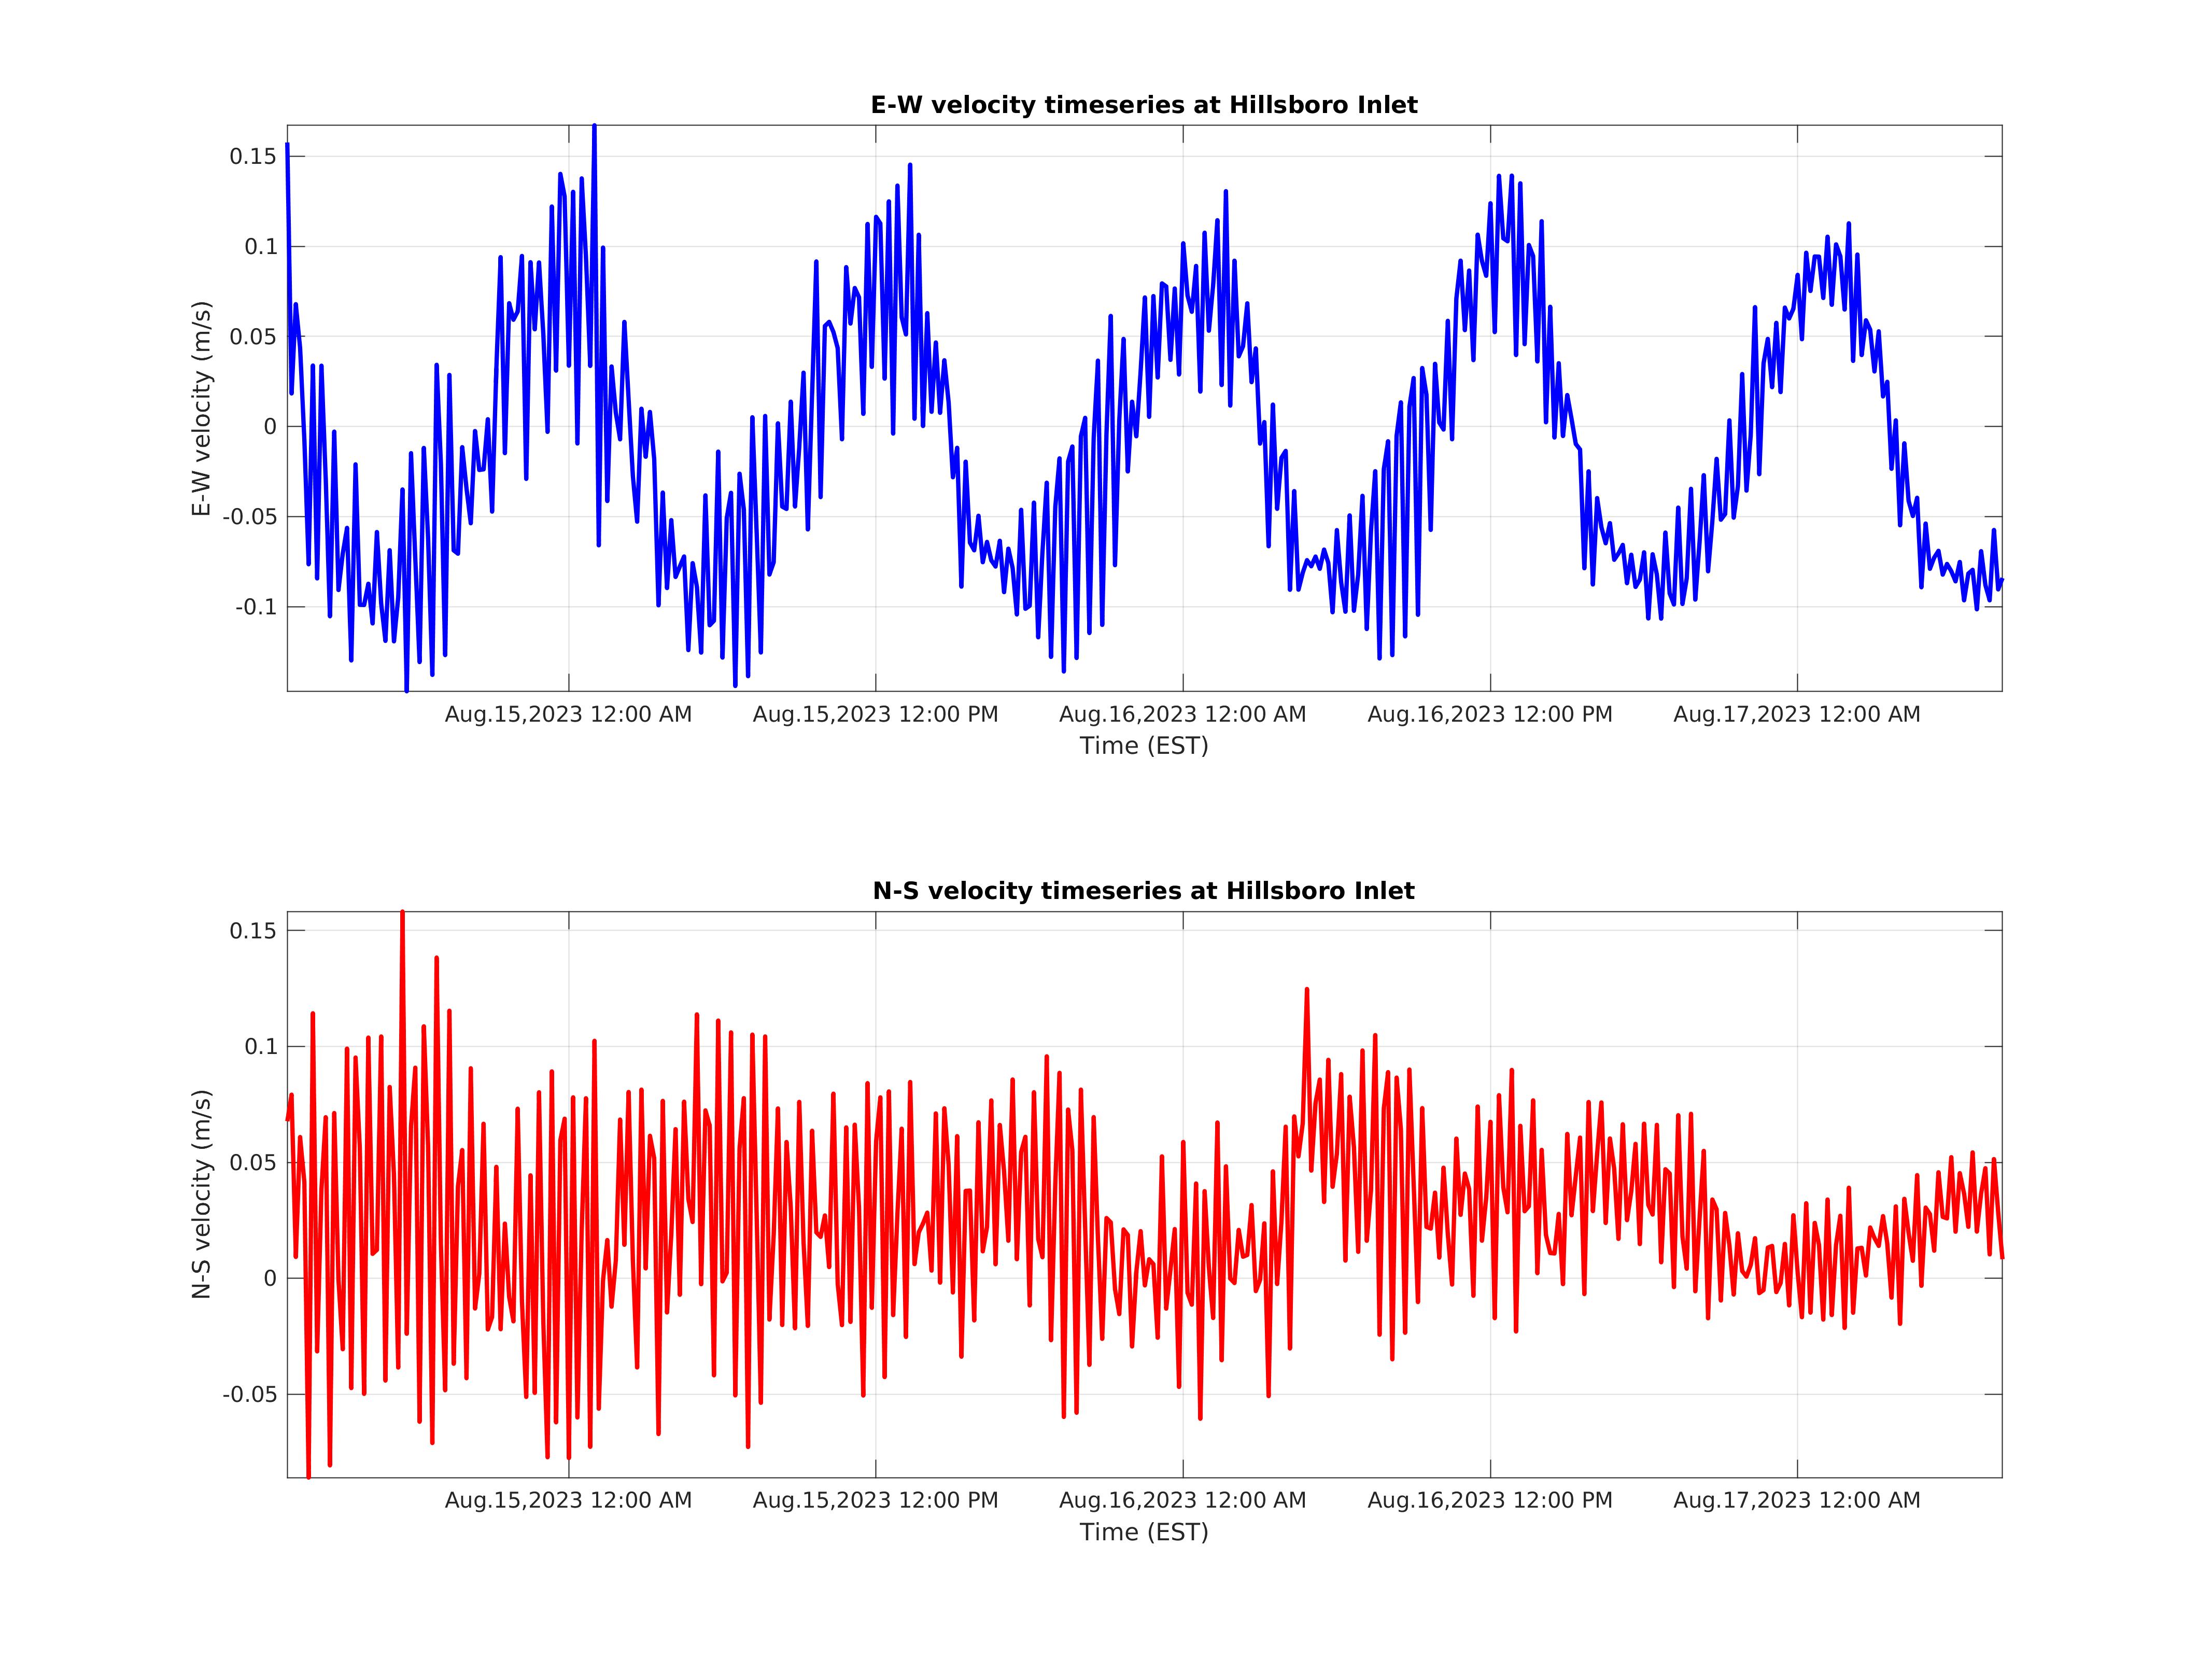 E-W velocity timeseries at Hillsboro Inlet
0.15
0.1
0.05
0
-0.05
-0.1
E-W velocity (m/s)
Aug.15,2023 12:00 AM
Aug.15,2023 12:00 PM
Aug.16,2023 12:00 AM
Aug.16,2023 12:00 PM
Aug.17,2023 12:00 AM
Time (EST)
N-S velocity timeseries at Hillsboro Inlet
0.15
0.1
0.05
0
-0.05
N-S velocity (m/s)
Aug.15,2023 12:00 AM
Aug.15,2023 12:00 PM
Aug.16,2023 12:00 AM
Aug.16,2023 12:00 PM
Aug.17,2023 12:00 AM
Time (EST)